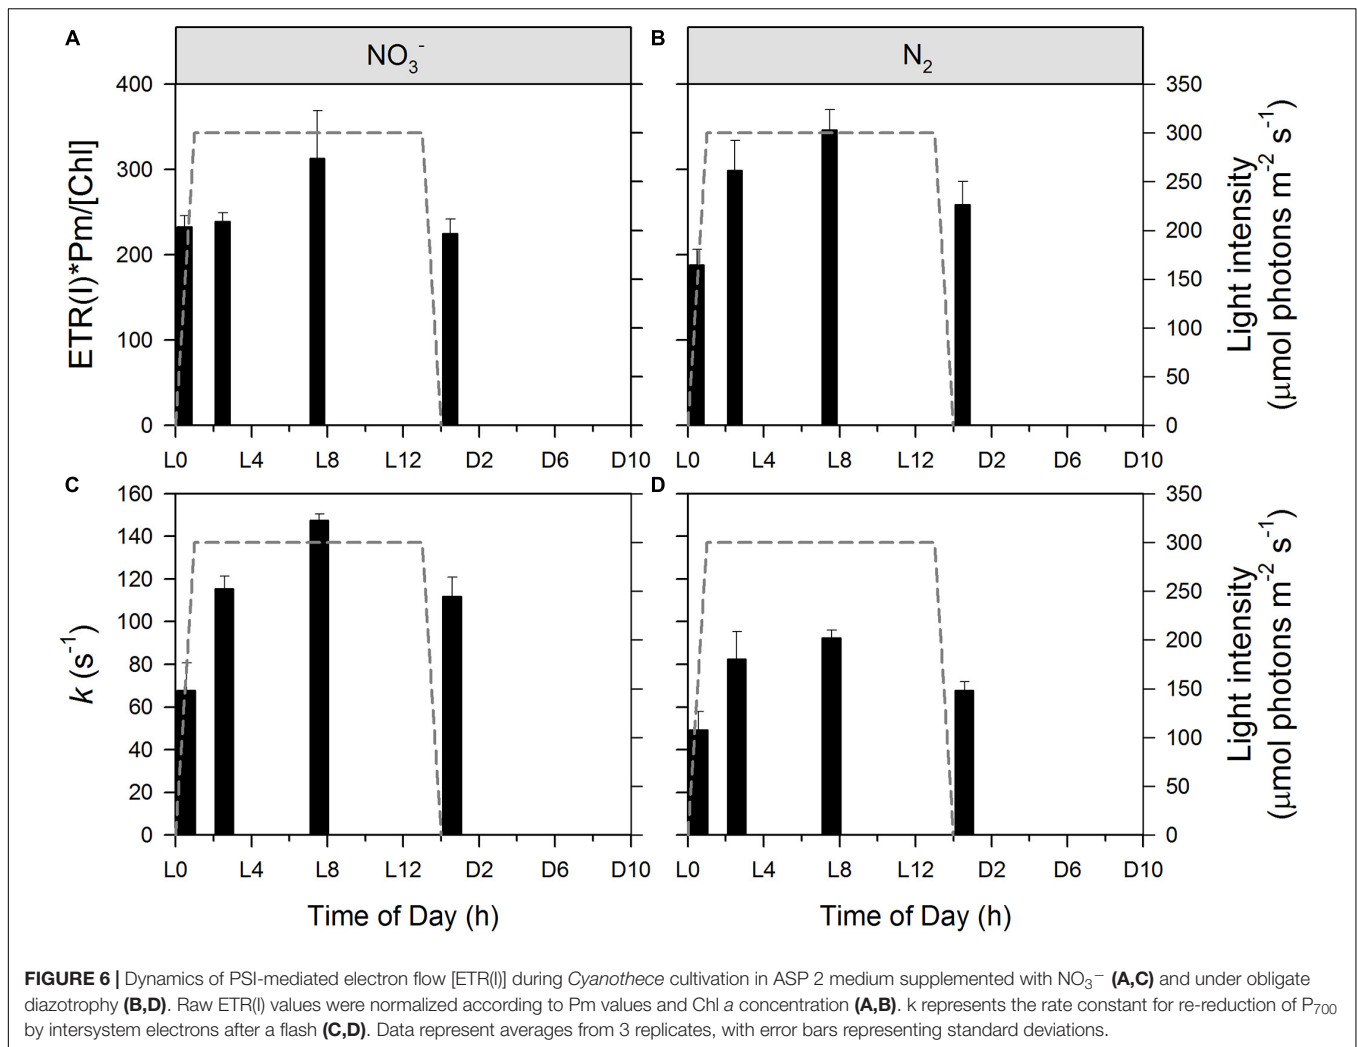 A
NO₃⁻
B
N₂
400
300
200
100
0
ETR(I)*Pm/[Chl]
350
300
250
200
150
100
50
0
Light intensity
(μmol photons m⁻² s⁻¹)
L0 L4 L8 L12 D2 D6 D10
L0 L4 L8 L12 D2 D6 D10
C
D
160
140
120
100
80
60
40
20
0
k (s⁻¹)
350
300
250
200
150
100
50
0
Light intensity
(μmol photons m⁻² s⁻¹)
L0 L4 L8 L12 D2 D6 D10
L0 L4 L8 L12 D2 D6 D10
Time of Day (h)
Time of Day (h)
FIGURE 6 | Dynamics of PSI-mediated electron flow [ETR(I)] during Cyanothece cultivation in ASP 2 medium supplemented with NO₃⁻ (A,C) and under obligate
diazotrophy (B,D). Raw ETR(I) values were normalized according to Pm values and Chl a concentration (A,B). k represents the rate constant for re-reduction of P₇₀₀
by intersystem electrons after a flash (C,D). Data represent averages from 3 replicates, with error bars representing standard deviations.